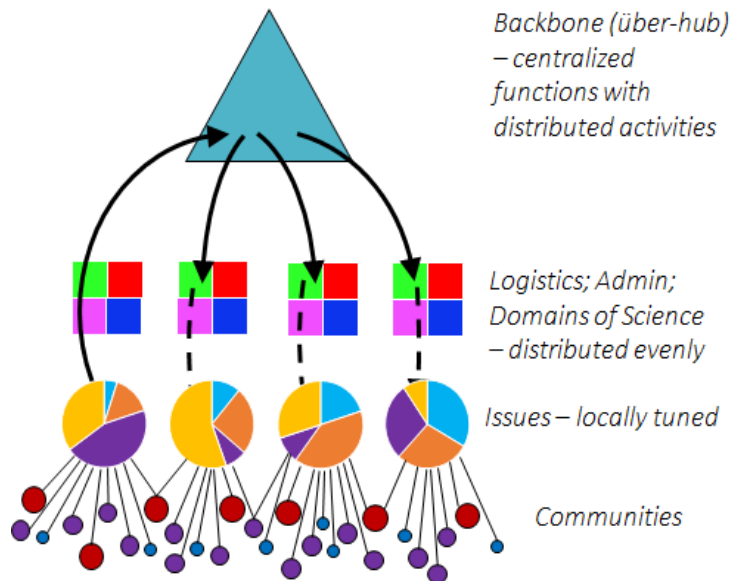 Backbone (über-hub)
– centralized
functions with
distributed activities
Logistics; Admin;
Domains of Science
– distributed evenly
Issues – locally tuned
Communities